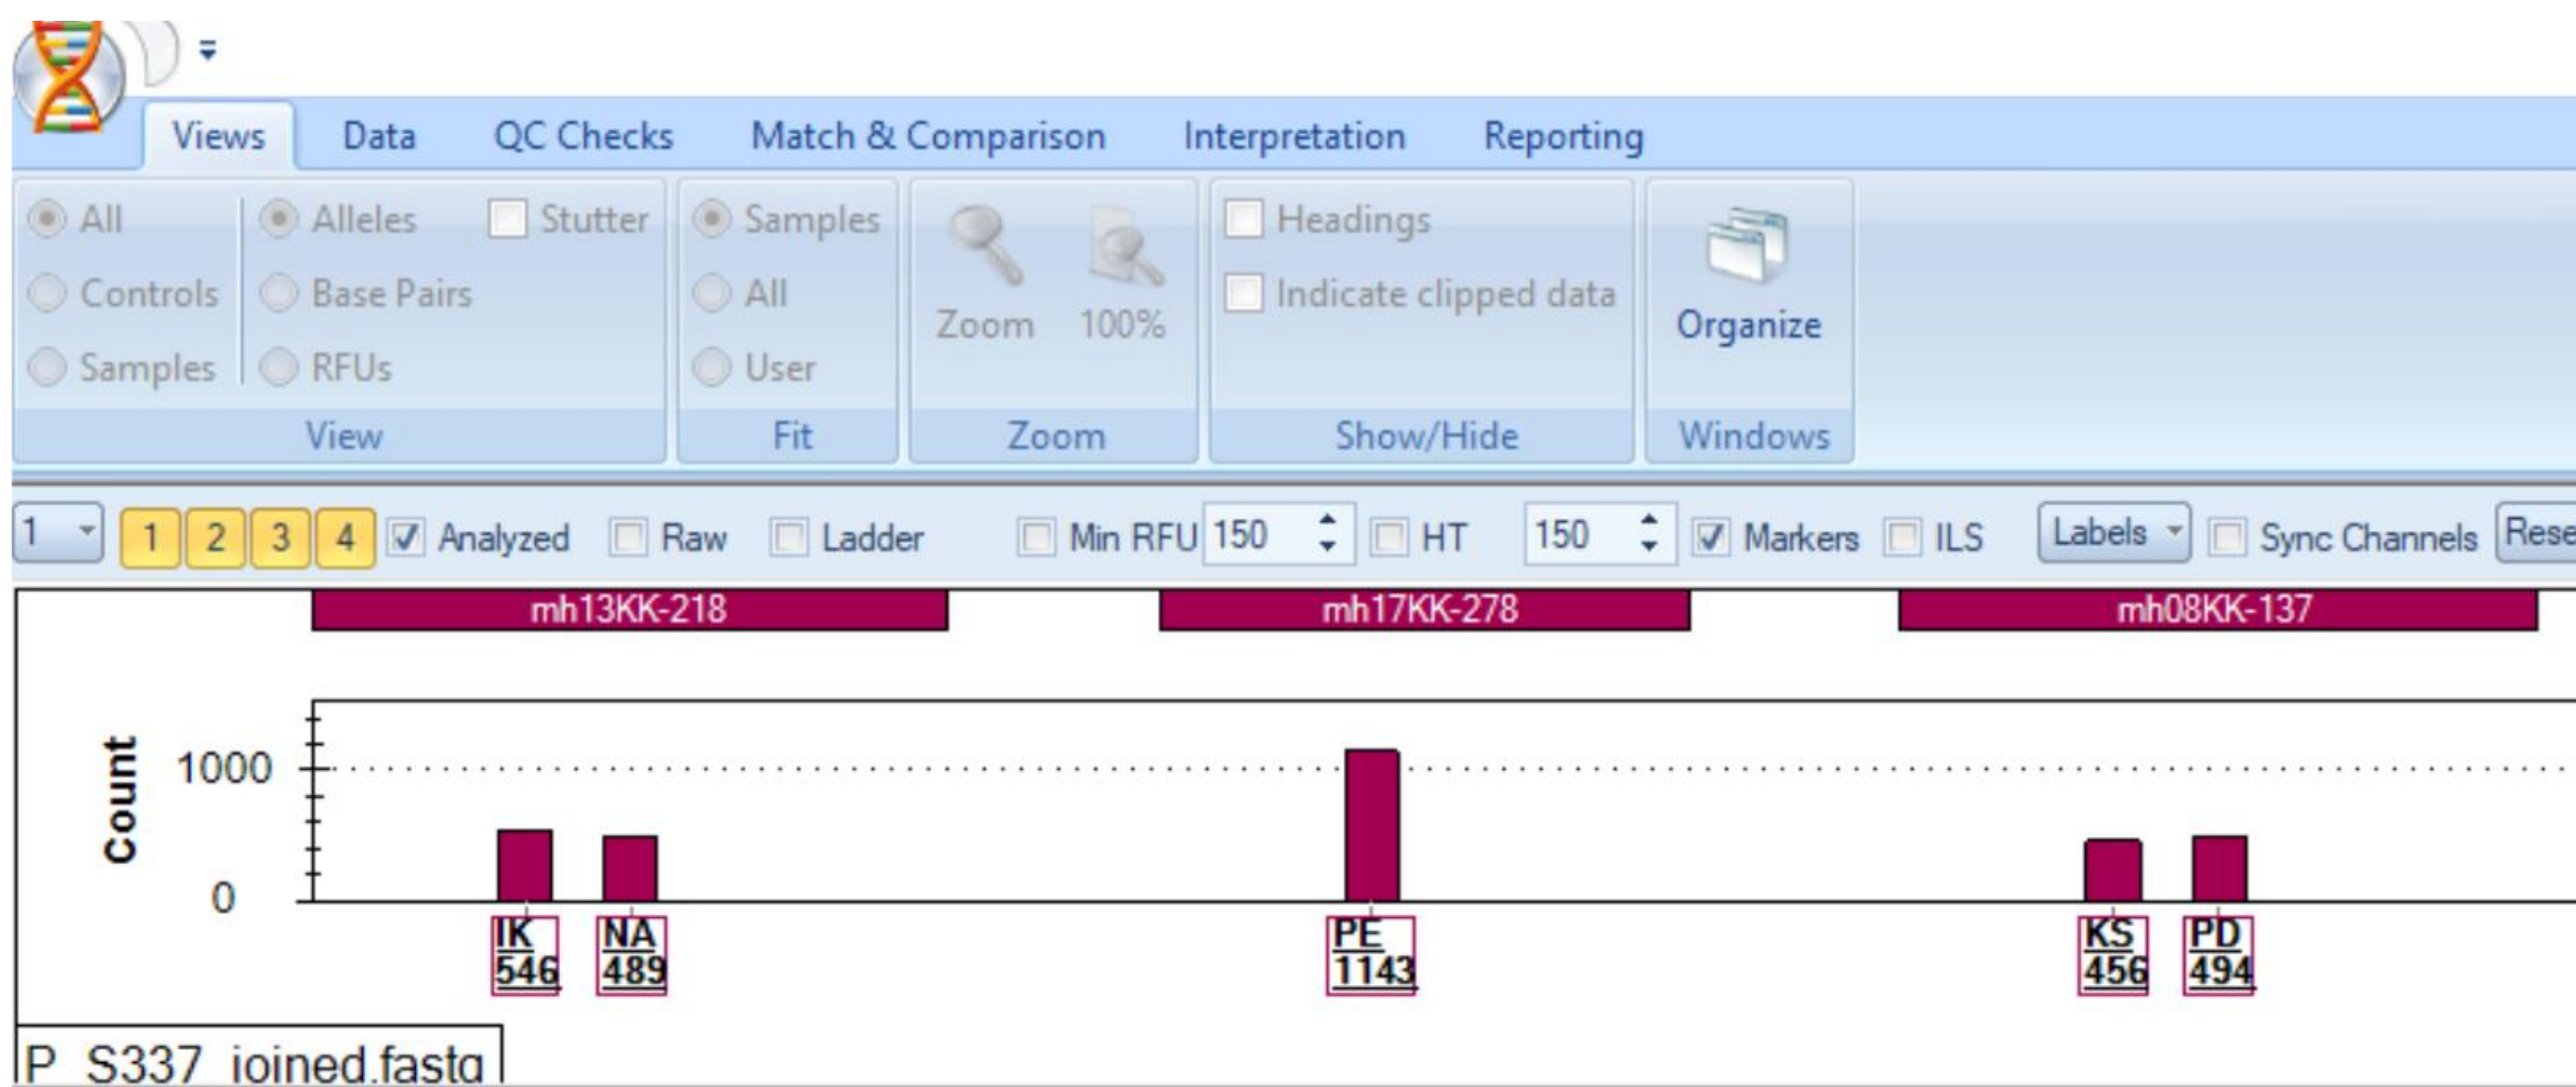 Views Data QC Checks Match & Comparison Interpretation Reporting
All Alleles Stutter Samples Headings
Controls Base Pairs All Indicate clipped data
Zoom 100% Organize
Samples RFUs User
View Fit Zoom Show/Hide Windows
1 1 2 3 4 Analyzed Raw Ladder Min RFU 150 HT 150 Markers ILS Labels Sync Channels Rese
mh13KK-218 mh17KK-278 mh08KK-137
Count
1000
0
IK NA PE KS PD
546 489 1143 456 494
P_S337_joined.fastq